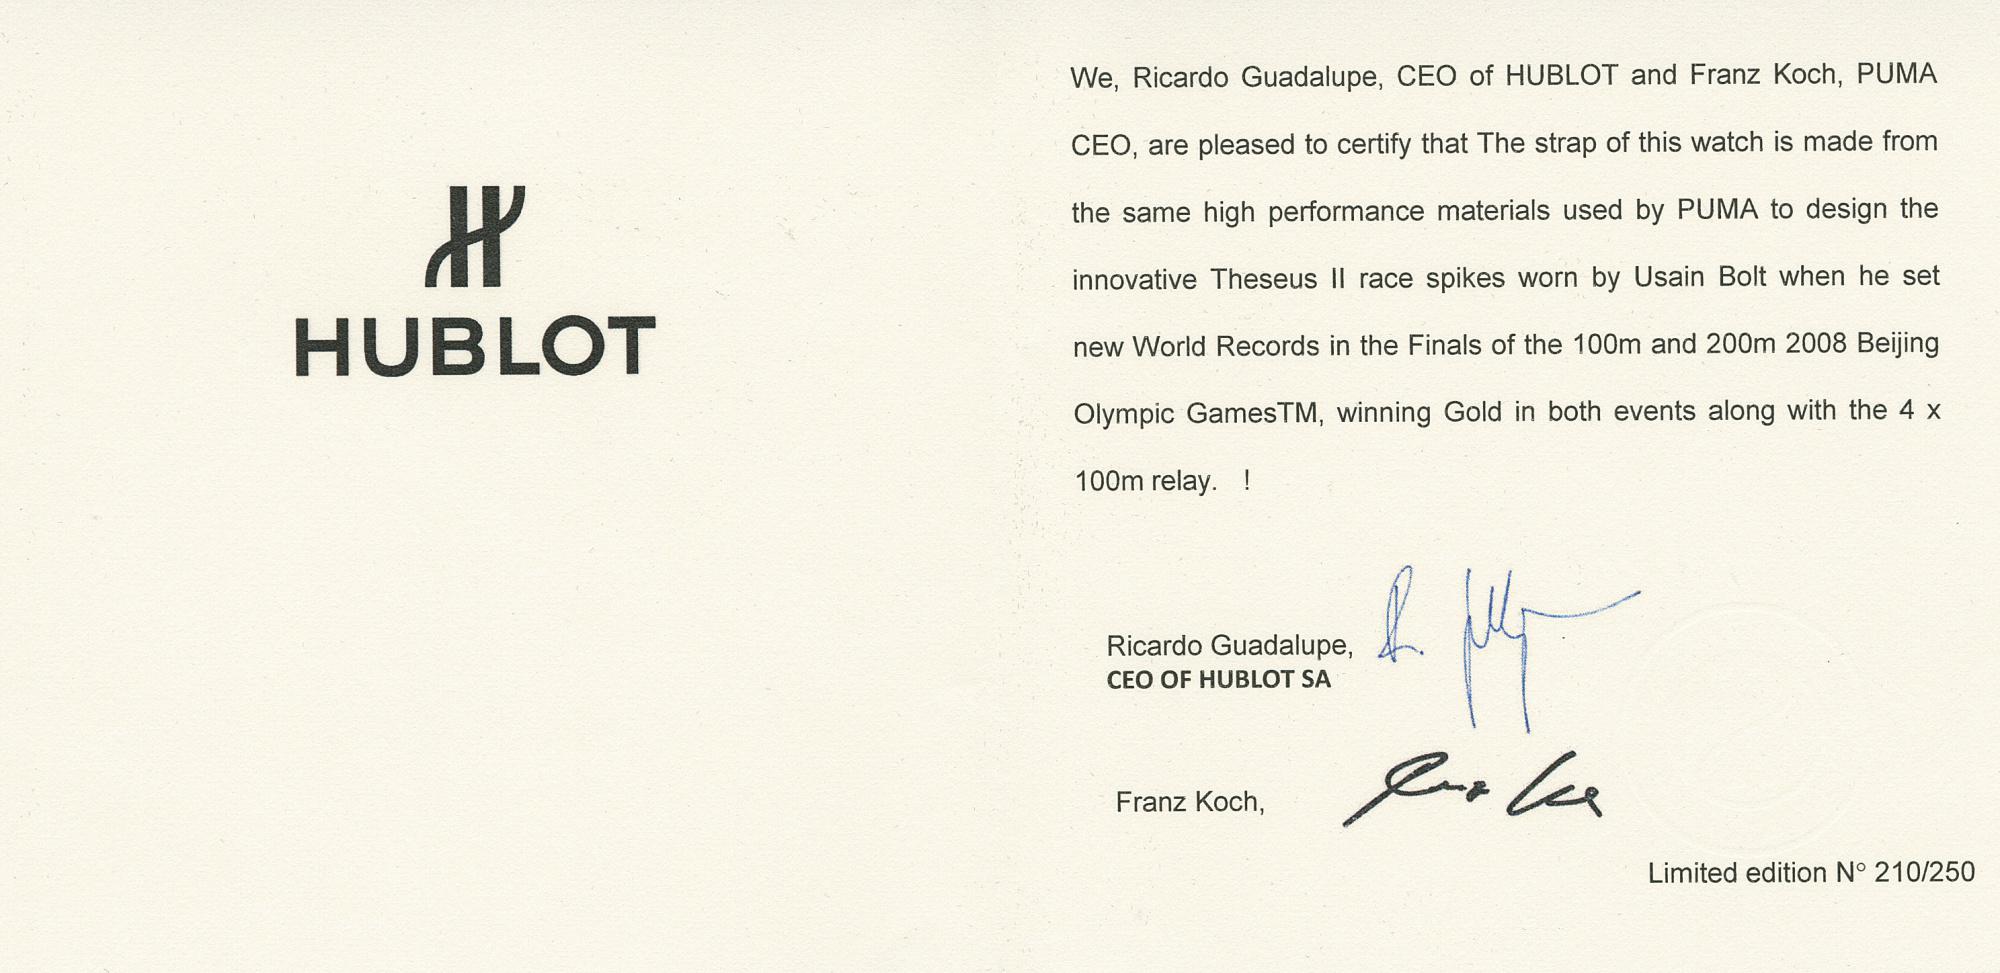 HUBLOT
We, Ricardo Guadalupe, CEO of HUBLOT and Franz Koch, PUMA
CEO, are pleased to certify that The strap of this watch is made from
the same high performance materials used by PUMA to design the
innovative Theseus II race spikes worn by Usain Bolt when he set
new World Records in the Finals of the 100m and 200m 2008 Beijing
Olympic GamesTM, winning Gold in both events along with the 4 x
100m relay. !
Ricardo Guadalupe,
CEO OF HUBLOT SA
Franz Koch,
Limited edition N° 210/250